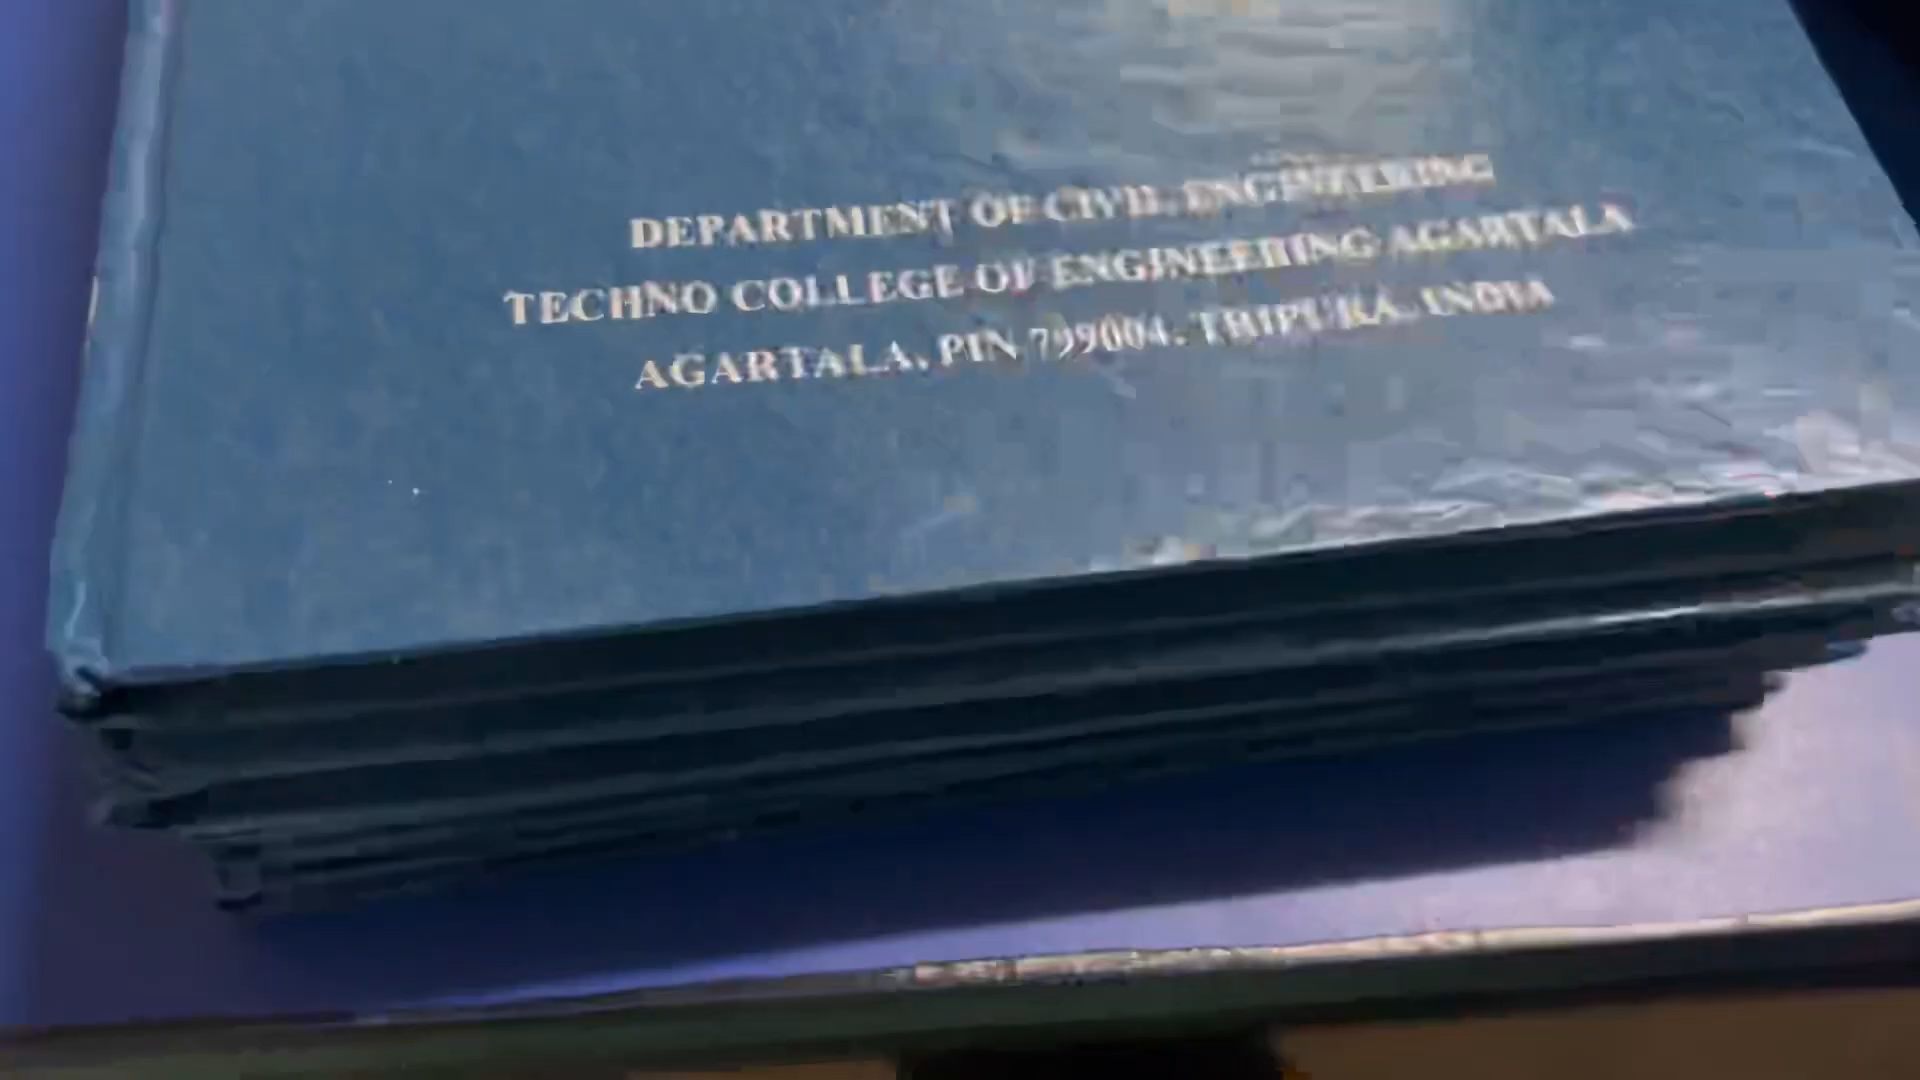 DEPARTMENT OF CIVIL ENGINEERING
TECHNO COLLEGE OF ENGINEERING AGARTALA
AGARTALA, PIN 799004, TRIPURA, INDIA